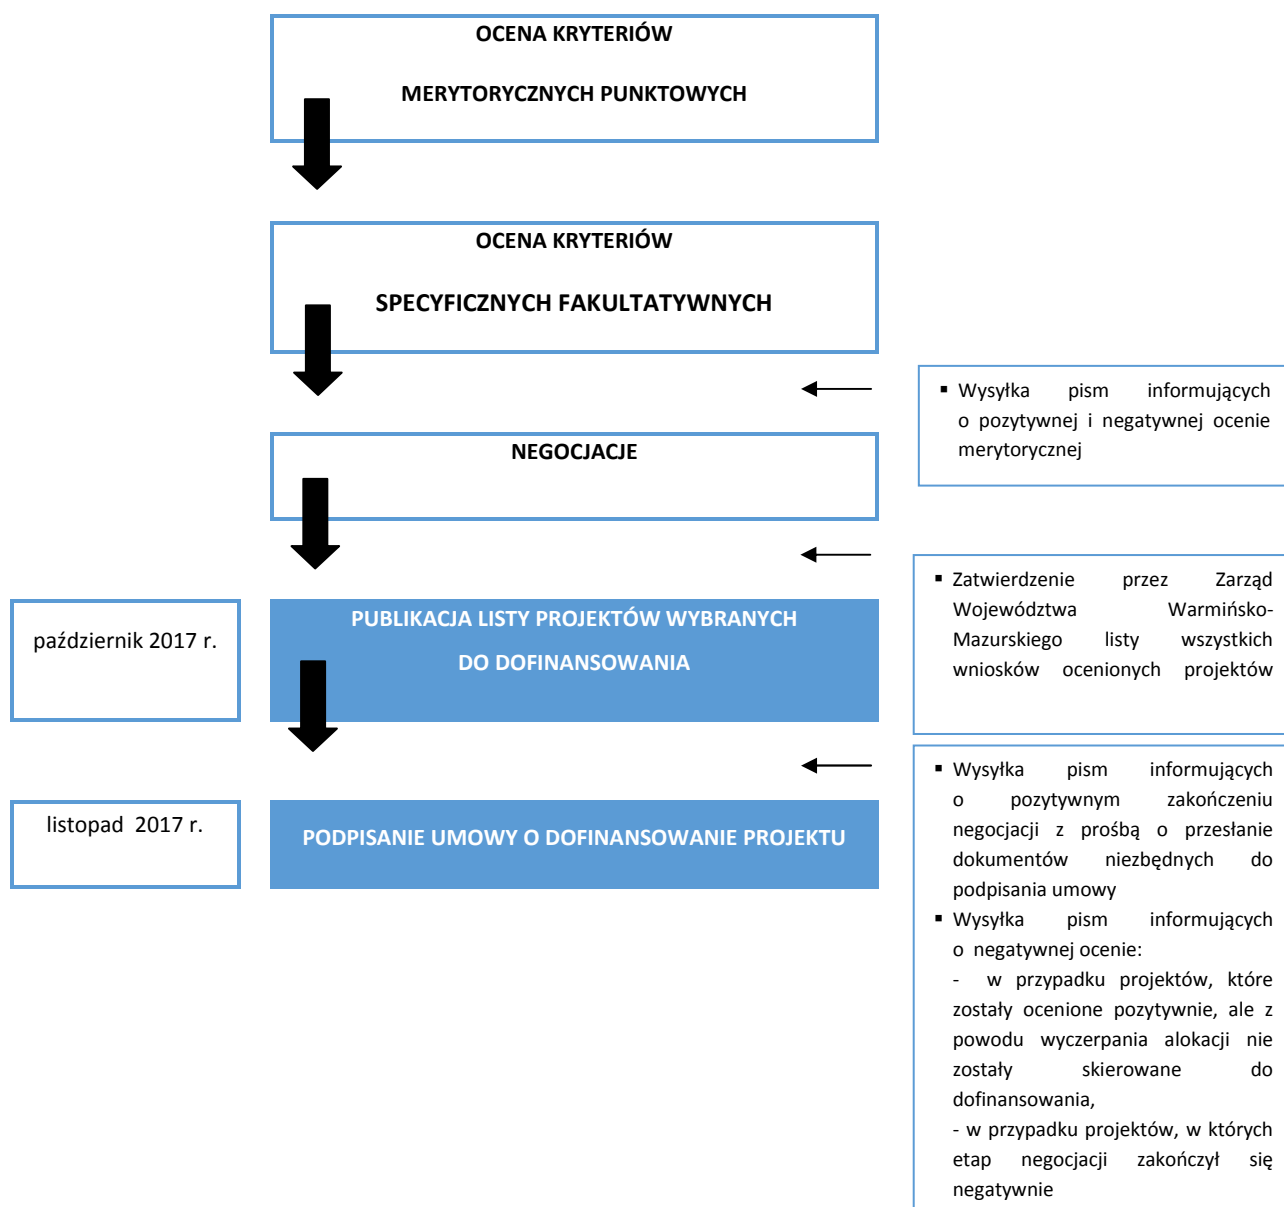 OCENA KRYTERIÓW
MERYTORYCZNYCH PUNKTOWYCH
OCENA KRYTERIÓW
SPECYFICZNYCH FAKULTATYWNYCH
▪ Wysyłka pism informujących
o pozytywnej i negatywnej ocenie
merytorycznej
NEGOCJACJE
▪ Zatwierdzenie przez Zarząd
Województwa Warmińsko-
Mazurskiego listy wszystkich
wniosków ocenionych projektów
październik 2017 r.
PUBLIKACJA LISTY PROJEKTÓW WYBRANYCH
DO DOFINANSOWANIA
listopad 2017 r.
PODPISANIE UMOWY O DOFINANSOWANIE PROJEKTU
▪ Wysyłka pism informujących
o pozytywnym zakończeniu
negocjacji z prośbą o przesłanie
dokumentów niezbędnych do
podpisania umowy
▪ Wysyłka pism informujących
o negatywnej ocenie:
- w przypadku projektów, które
zostały ocenione pozytywnie, ale z
powodu wyczerpania alokacji nie
zostały skierowane do
dofinansowania,
- w przypadku projektów, w których
etap negocjacji zakończył się
negatywnie